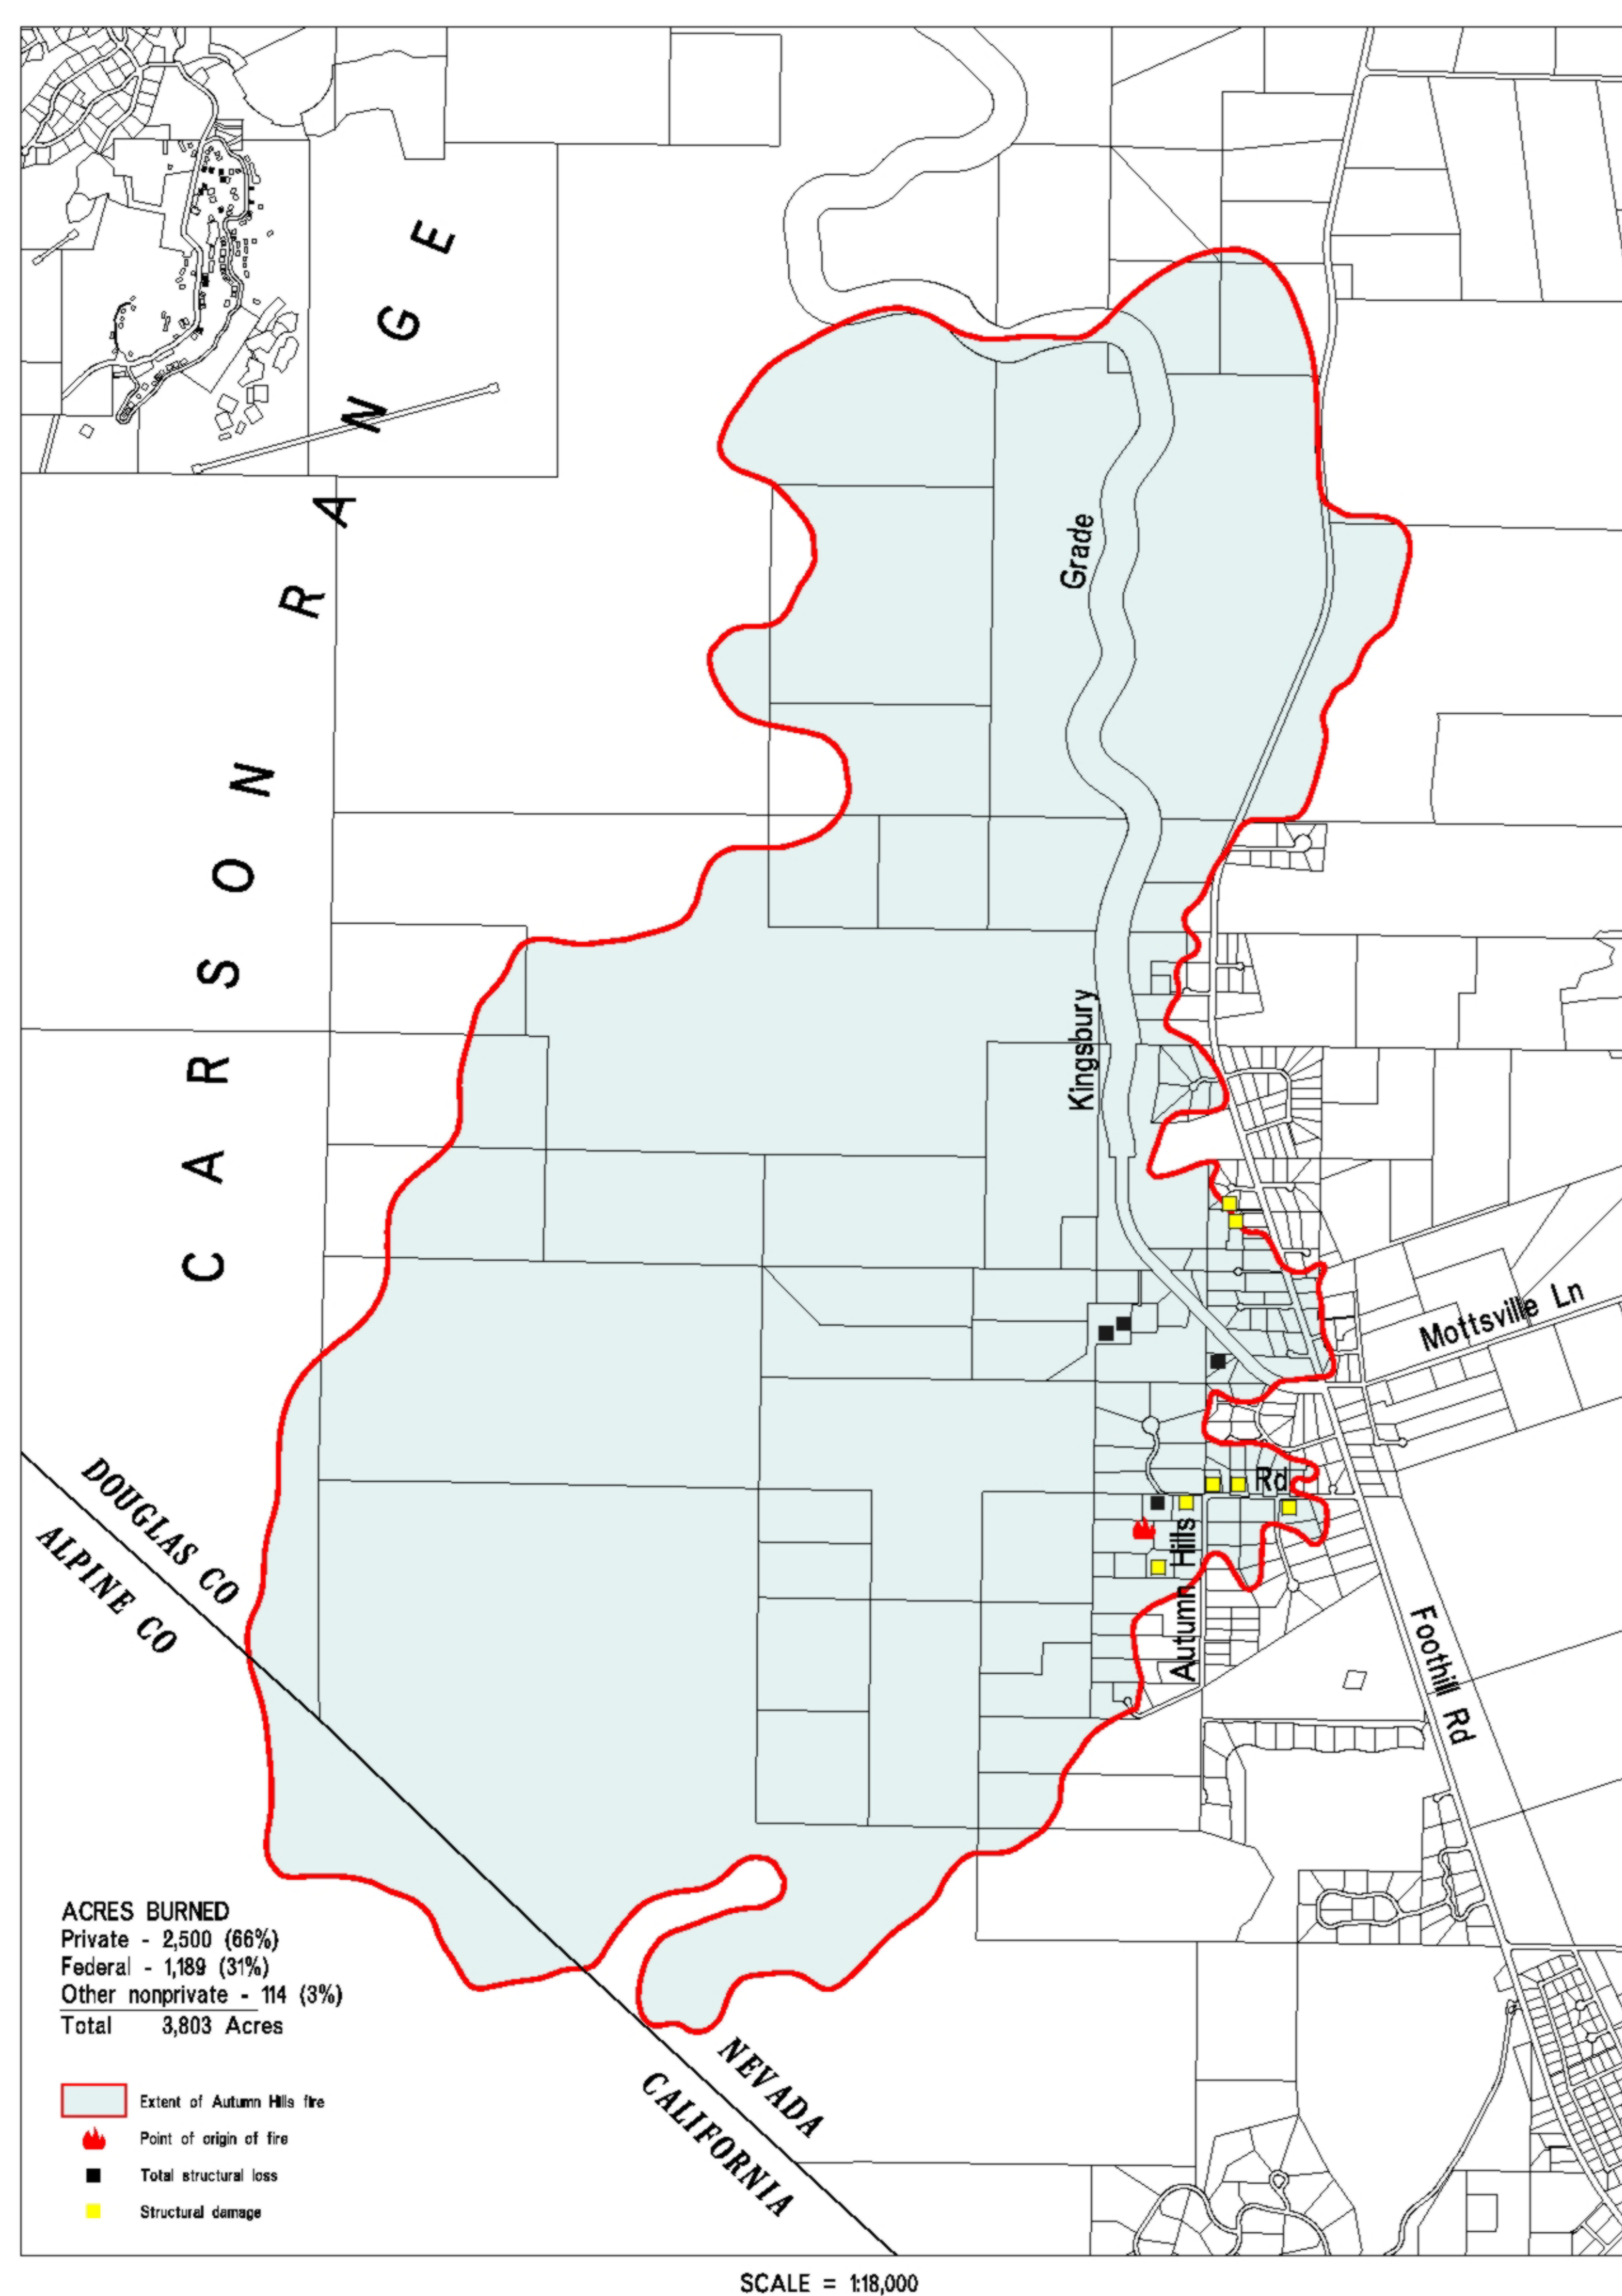 CARSON RANGE
Kingsbury Grade
Mottsville Ln
Autumn Hills Rd
Foothill Rd
DOUGLAS CO
ALPINE CO
ACRES BURNED
Private - 2,500 (66%)
Federal - 1,189 (31%)
Other nonprivate - 114 (3%)
Total 3,803 Acres
NEVADA
CALIFORNIA
Extent of Autumn Hills fire
Point of origin of fire
Total structural loss
Structural damage
SCALE = 1:18,000